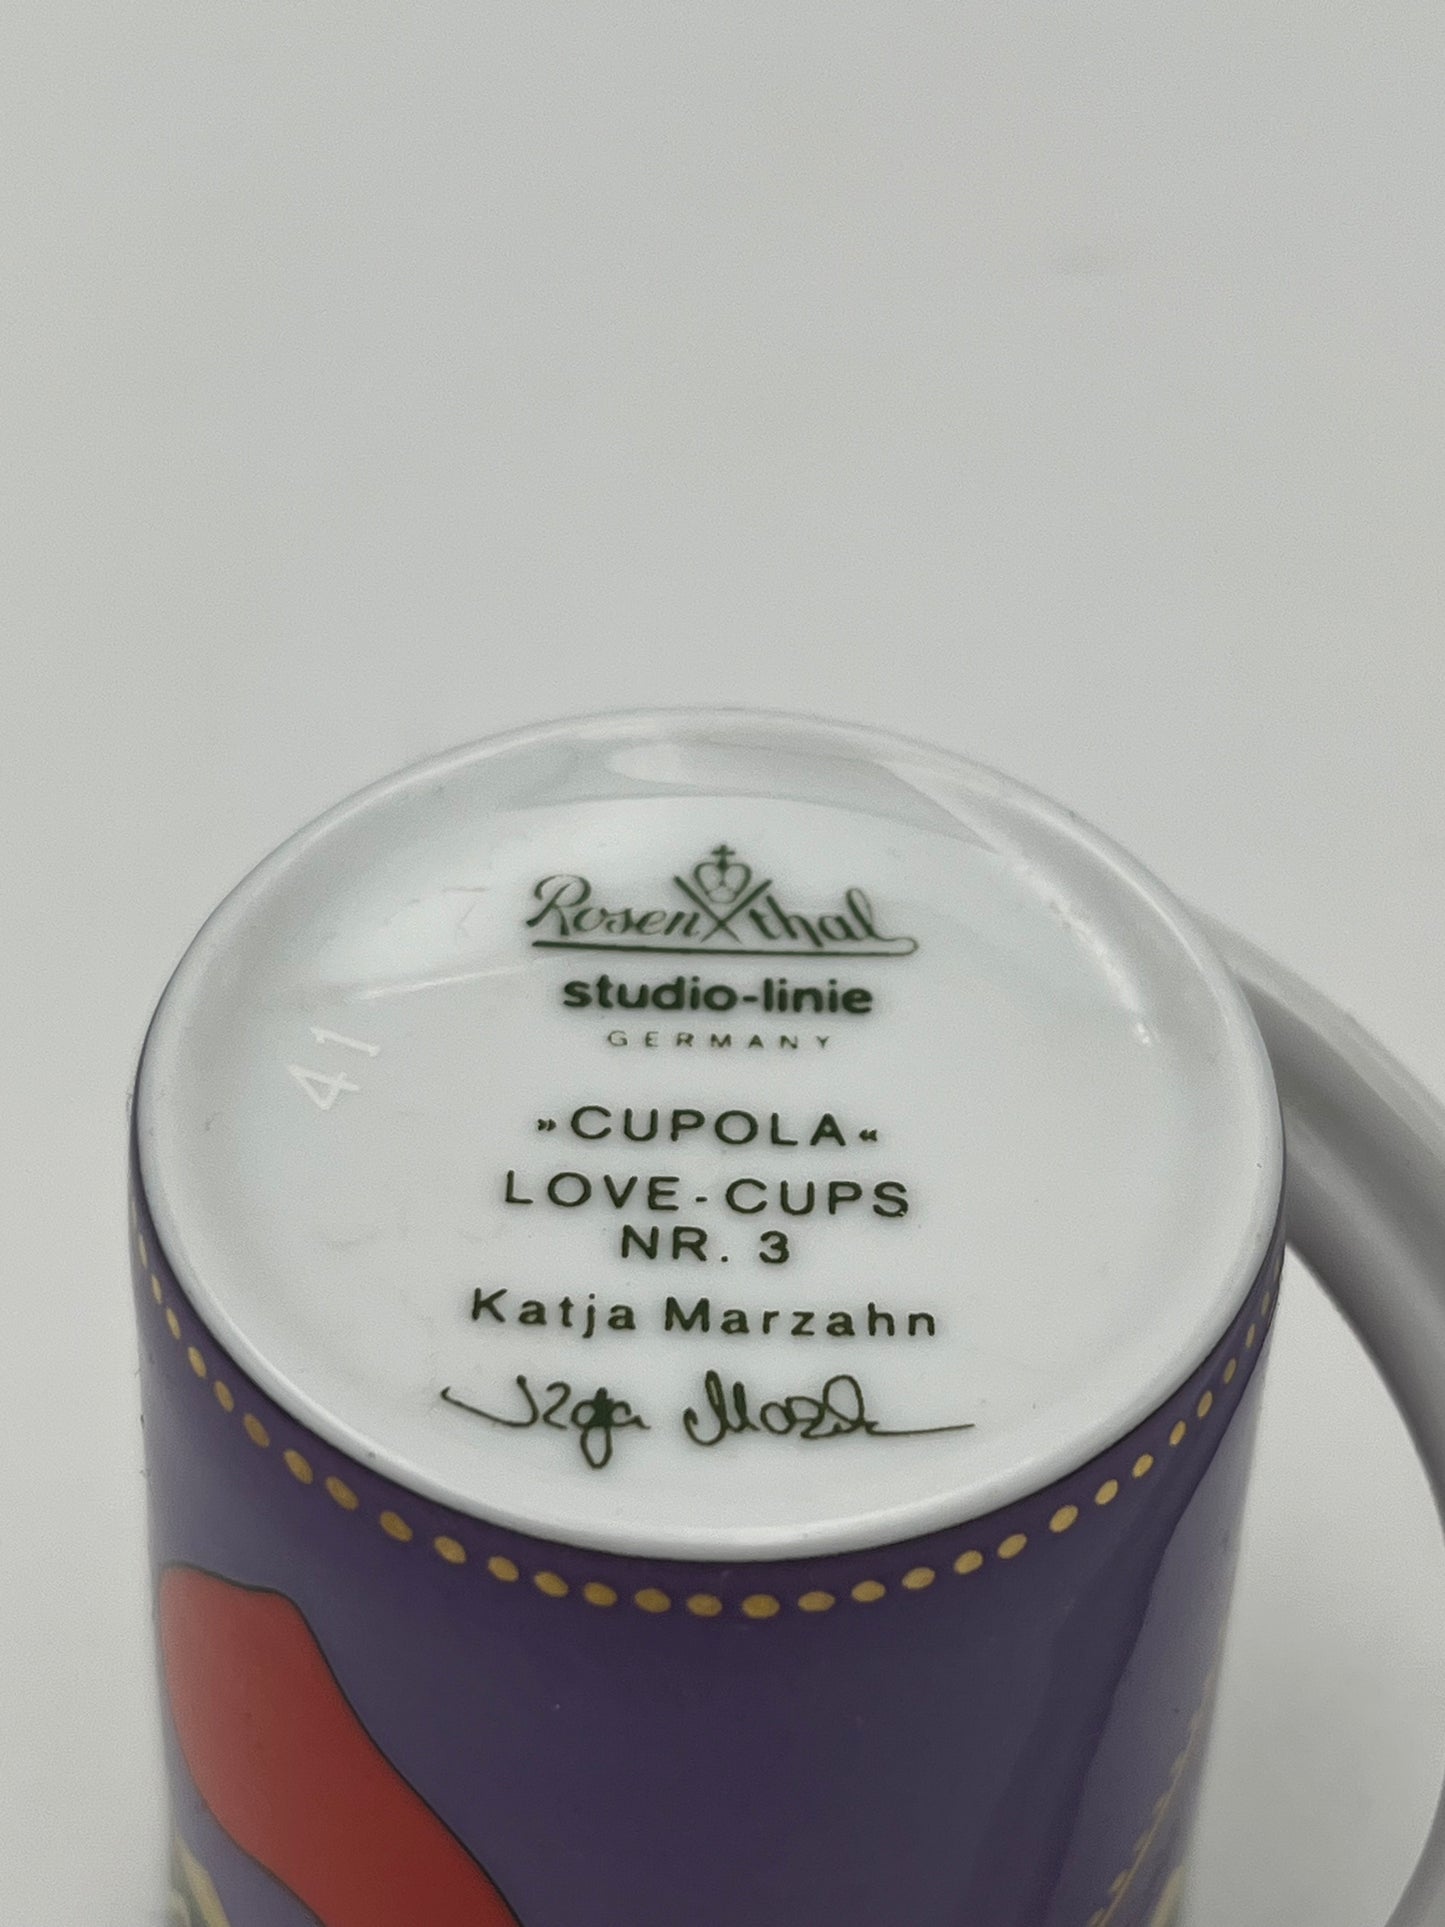 Rosenthal
studio-linie
GERMANY
»CUPOLA«
LOVE-CUPS
NR. 3
Katja Marzahn
41